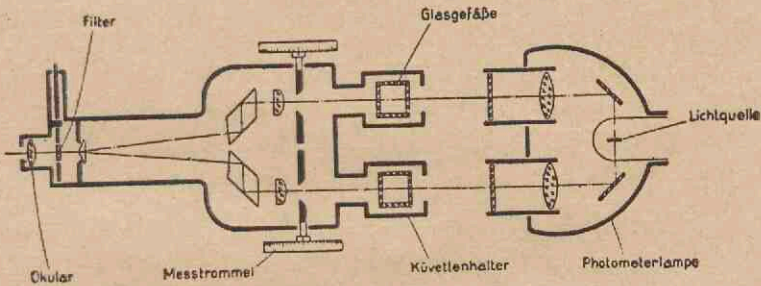 Filter
Glasgefäße
Lichtquelle
Okular
Messtrommel
Küvettenhalter
Photometerlampe